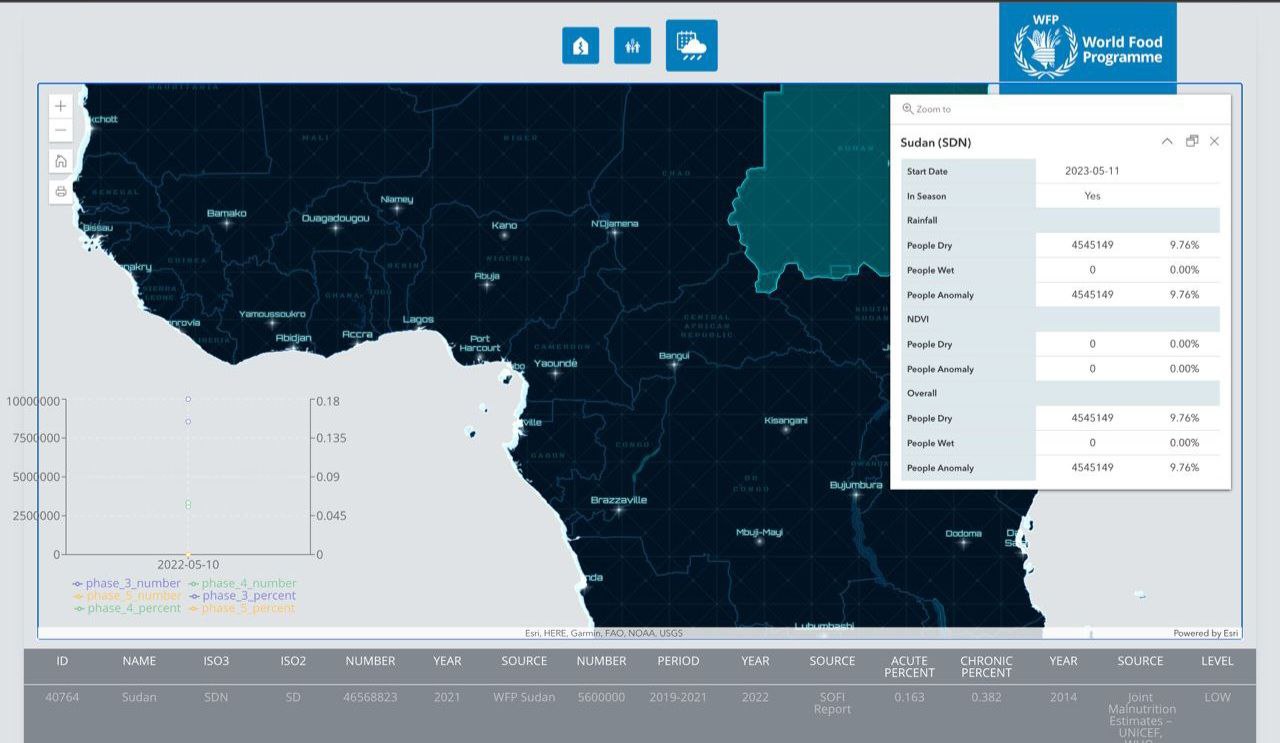 WFP
World Food
Programme
Zoom to
Sudan (SDN)
Start Date 2023-05-11
In Season Yes
Rainfall
People Dry 4545149 9.76%
People Wet 0 0.00%
People Anomaly 4545149 9.76%
NDVI
People Dry 0 0.00%
People Anomaly 0 0.00%
Overall
People Dry 4545149 9.76%
People Wet 0 0.00%
People Anomaly 4545149 9.76%
MAURITANIA
kchott
MALI
NIGER
CHAD
SUDAN
SENEGAL
Bamako
Ouagadougou
Niamey
Kano
N'Djamena
Bissau
nakry
GUINEA
BENIN
NIGERIA
Abuja
SIERRA
LEONE
GHANA
TOGO
CENTRAL
AFRICAN
REPUBLIC
SOUTH
SUDAN
nrovia
LIBERIA
Yamoussoukro
Abidjan
Accra
Lagos
Port
Harcourt
CAMEROON
Yaoundé
Bangui
ville
GABON
CONGO
Kisangani
DE
CONGO
RWANDA
Bujumbura
Brazzaville
Mbuji-Mayi
Dodoma
nda
Lubumbashi
10000000
7500000
5000000
2500000
0
0.18
0.135
0.09
0.045
0
2022-05-10
phase_3_number phase_4_number
phase_5_number phase_3_percent
phase_4_percent phase_5_percent
Esri, HERE, Garmin, FAO, NOAA, USGS
Powered by Esri
ID NAME ISO3 ISO2 NUMBER YEAR SOURCE NUMBER PERIOD YEAR SOURCE ACUTE PERCENT CHRONIC PERCENT YEAR SOURCE LEVEL
40764 Sudan SDN SD 46568823 2021 WFP Sudan 5600000 2019-2021 2022 SOFI Report 0.163 0.382 2014 Joint Malnutrition Estimates – UNICEF, LOW